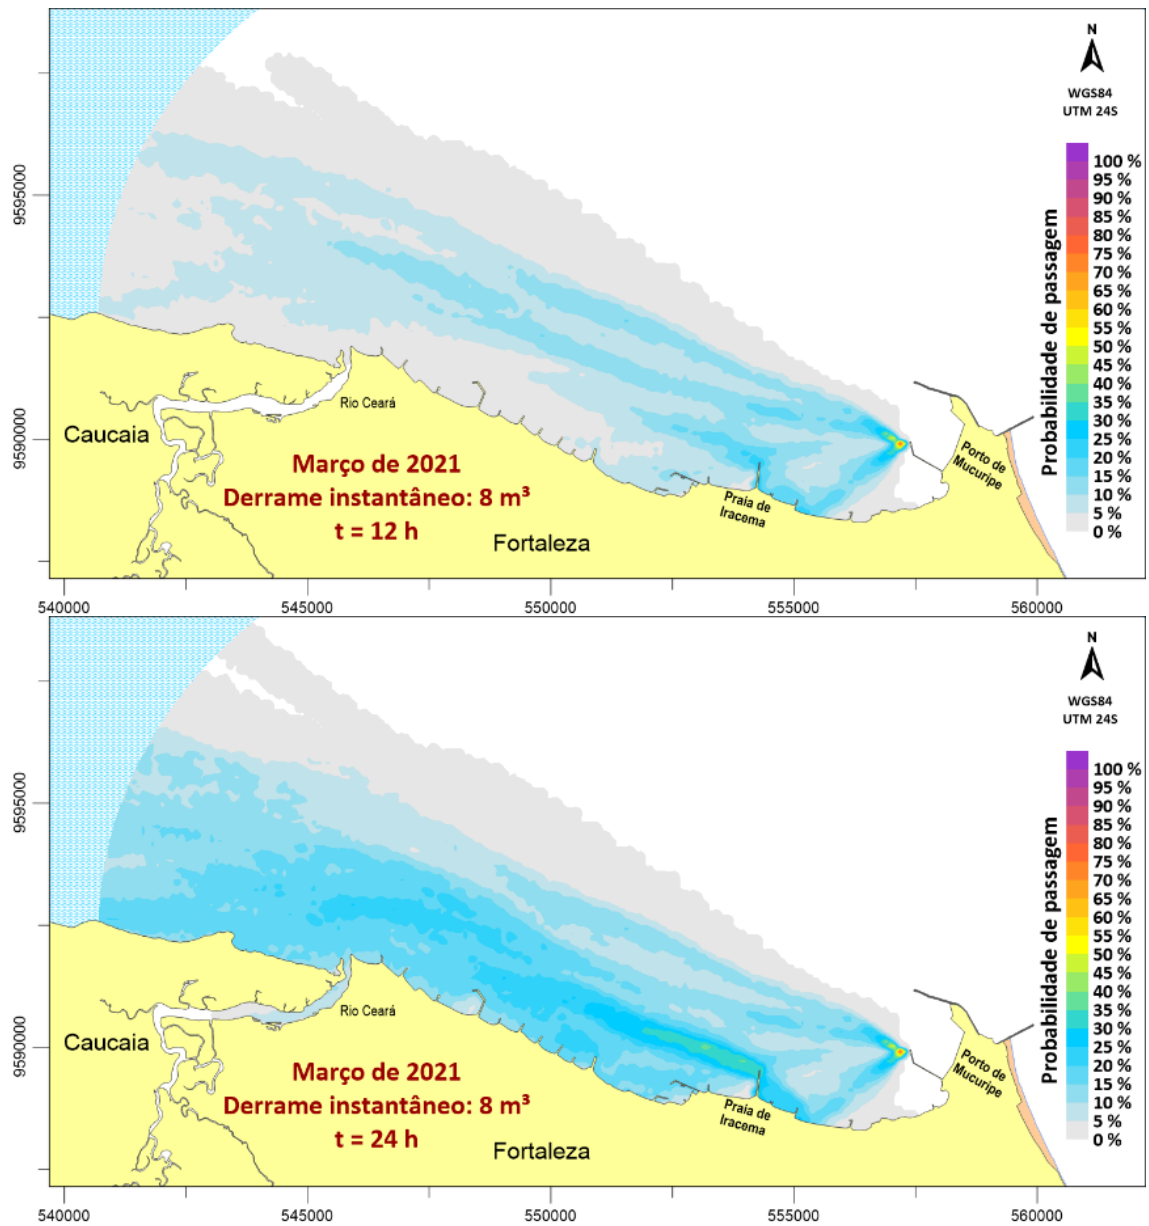 N
WGS84
UTM 24S
Probabilidade de passagem
100 %
95 %
90 %
85 %
80 %
75 %
70 %
65 %
60 %
55 %
50 %
45 %
40 %
35 %
30 %
25 %
20 %
15 %
10 %
5 %
0 %
9595000
9590000
Rio Ceará
Caucaia
Março de 2021
Derrame instantâneo: 8 m³
t = 12 h
Fortaleza
Praia de
Iracema
Porto de
Mucuripe
540000
545000
550000
555000
560000
N
WGS84
UTM 24S
Probabilidade de passagem
100 %
95 %
90 %
85 %
80 %
75 %
70 %
65 %
60 %
55 %
50 %
45 %
40 %
35 %
30 %
25 %
20 %
15 %
10 %
5 %
0 %
9595000
9590000
Rio Ceará
Caucaia
Março de 2021
Derrame instantâneo: 8 m³
t = 24 h
Fortaleza
Praia de
Iracema
Porto de
Mucuripe
540000
545000
550000
555000
560000